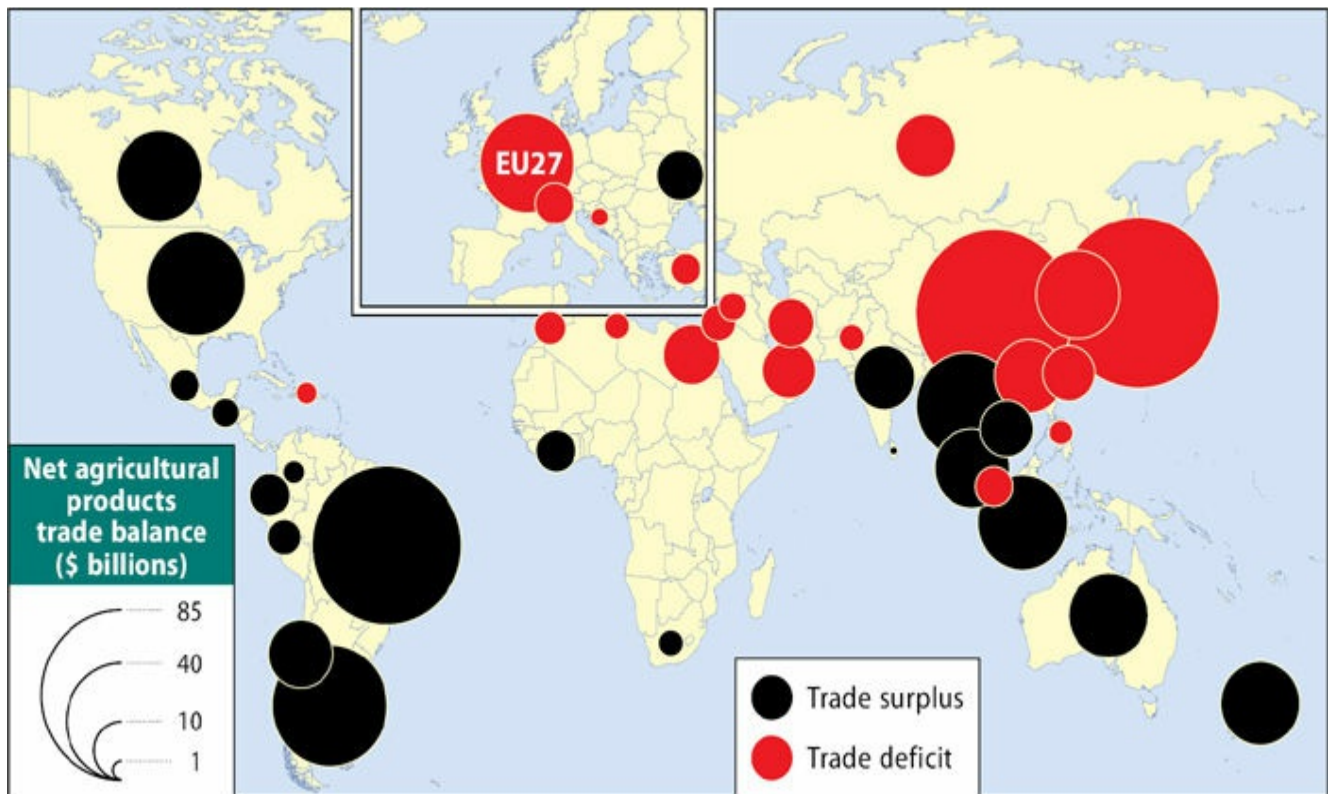 EU27
Net agricultural
products
trade balance
($ billions)
85
40
10
1
Trade surplus
Trade deficit